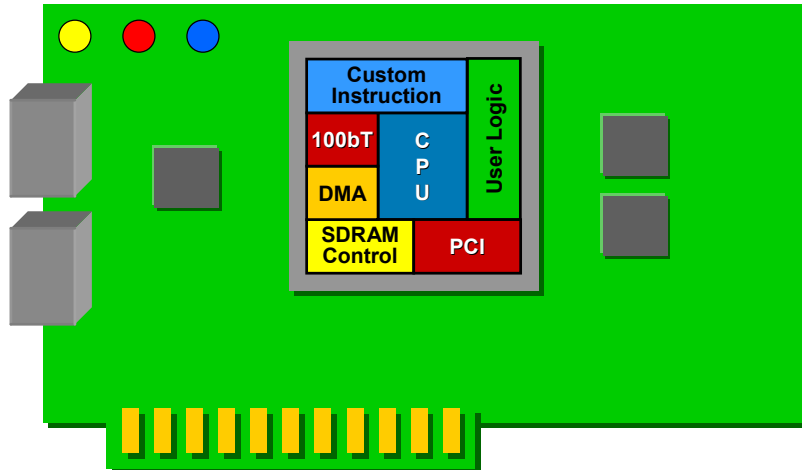 Custom
Instruction
User Logic
100bT
C
P
U
DMA
SDRAM
Control
PCI